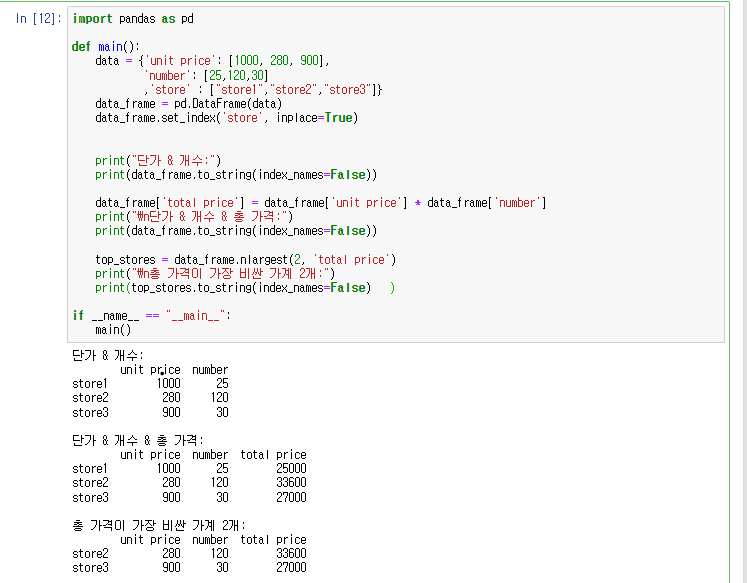 In [12]:
import pandas as pd
def main():
data = {'unit price': [1000, 280, 900],
'number': [25,120,30]
,'store' : ["store1","store2","store3"]}
data_frame = pd.DataFrame(data)
data_frame.set_index('store', inplace=True)
print("단가 & 개수:")
print(data_frame.to_string(index_names=False))
data_frame['total price'] = data_frame['unit price'] * data_frame['number']
print("₩n단가 & 개수 & 총 가격:")
print(data_frame.to_string(index_names=False))
top_stores = data_frame.nlargest(2, 'total price')
print("₩n총 가격이 가장 비싼 가계 2개:")
print(top_stores.to_string(index_names=False)   )
if __name__ == "__main__":
main()
단가 & 개수:
unit price number
store1 1000 25
store2 280 120
store3 900 30
단가 & 개수 & 총 가격:
unit price number total price
store1 1000 25 25000
store2 280 120 33600
store3 900 30 27000
총 가격이 가장 비싼 가계 2개:
unit price number total price
store2 280 120 33600
store3 900 30 27000